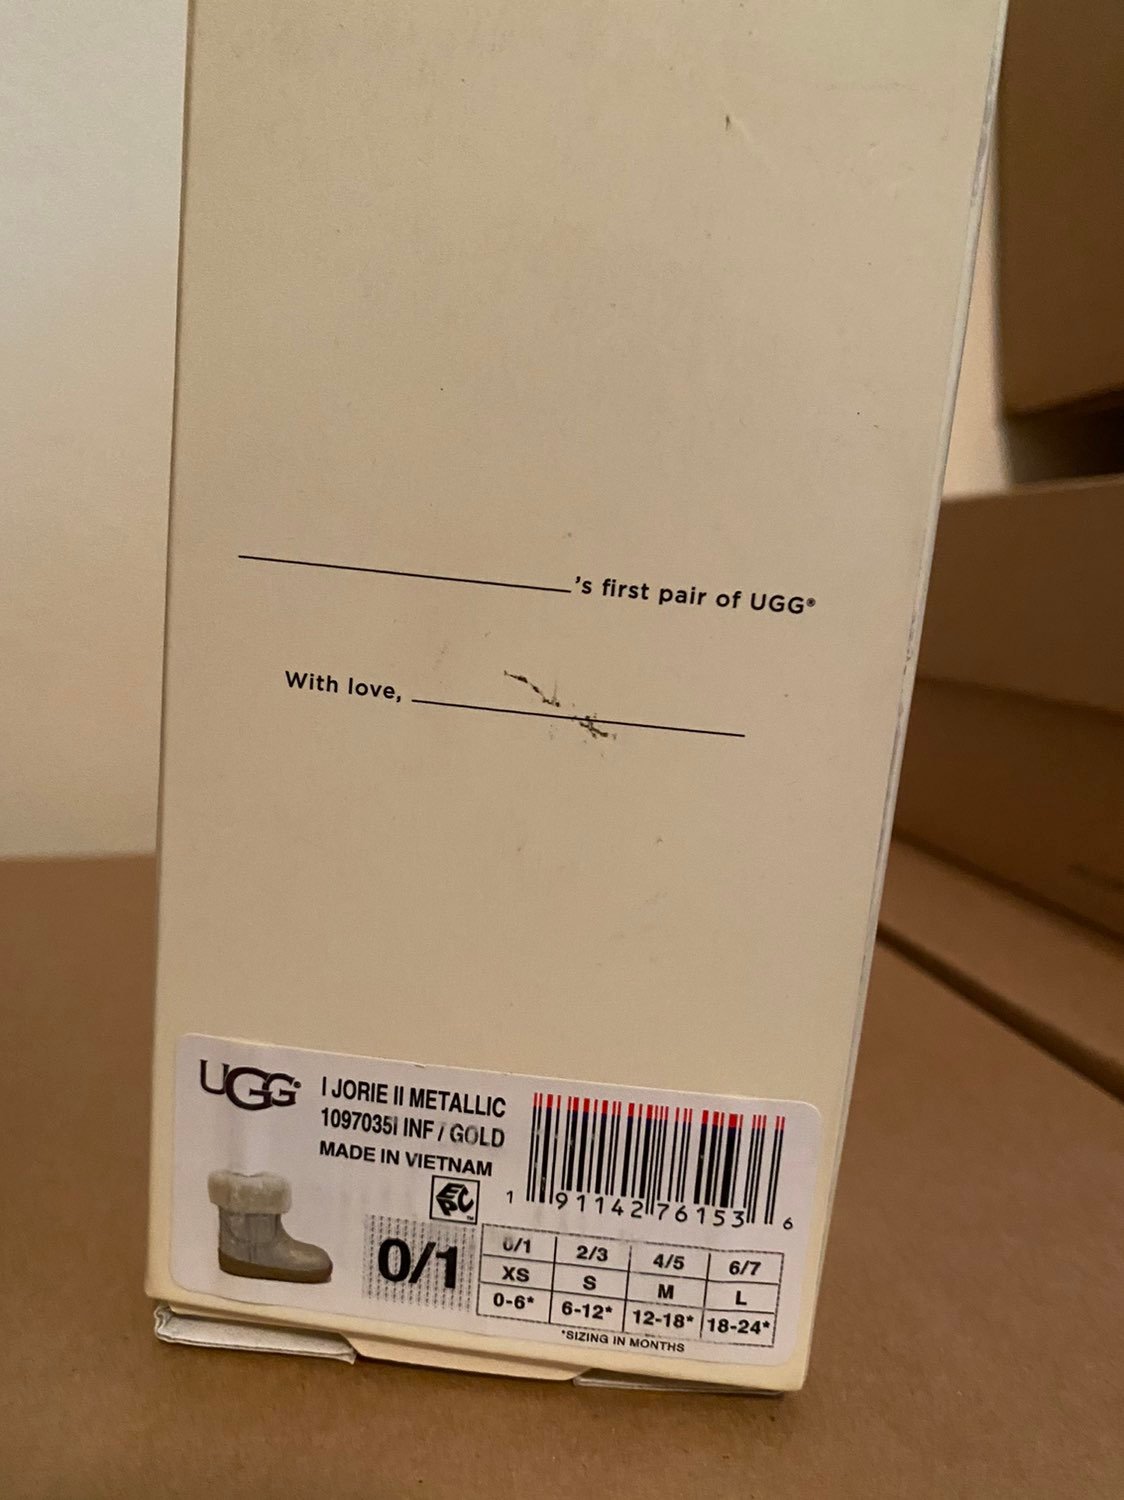 's first pair of UGG®
With love,
UGG®
I JORIE II METALLIC
1097035I INF / GOLD
MADE IN VIETNAM
EPC™
1 91142 76153 6
0/1
0/1 2/3 4/5 6/7
XS S M L
0-6* 6-12* 12-18* 18-24*
*SIZING IN MONTHS